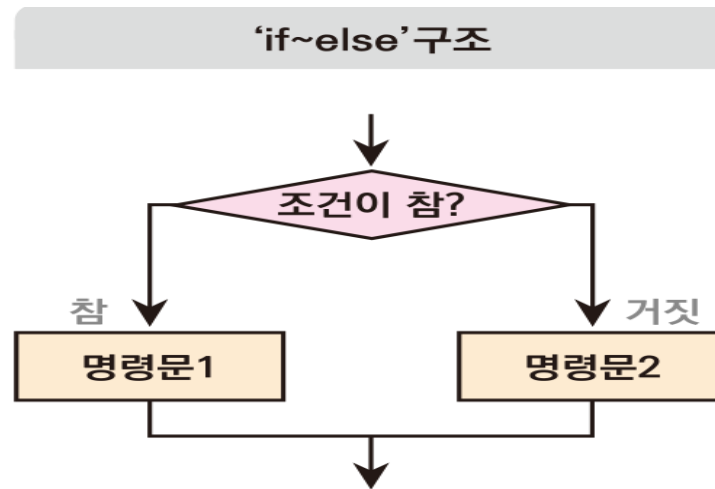 ‘if~else’구조
조건이 참?
참
거짓
명령문1
명령문2